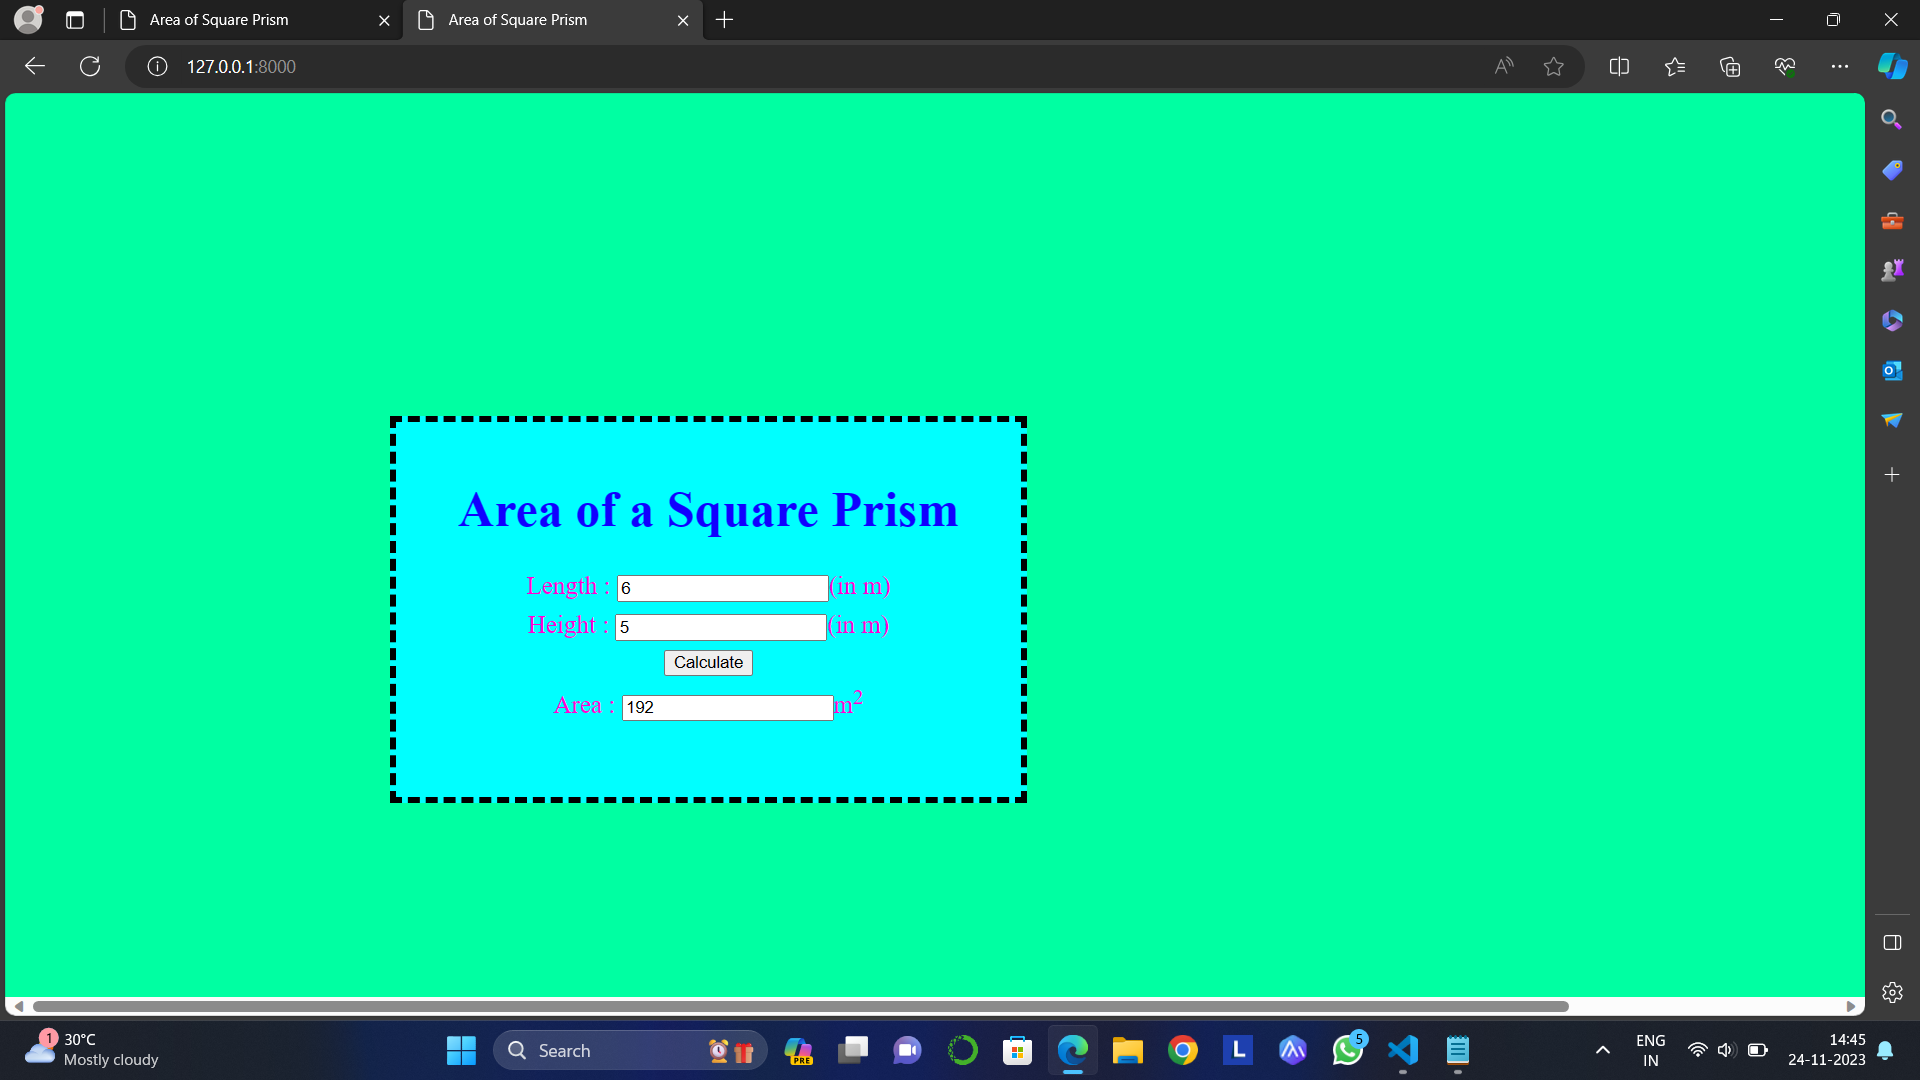 Area of Square Prism
Area of Square Prism
127.0.0.1:8000
Area of a Square Prism
Length : 6 (in m)
Height : 5 (in m)
Calculate
Area : 192 m²
1
30°C
Mostly cloudy
Search
PRE
L
5
ENG
IN
14:45
24-11-2023